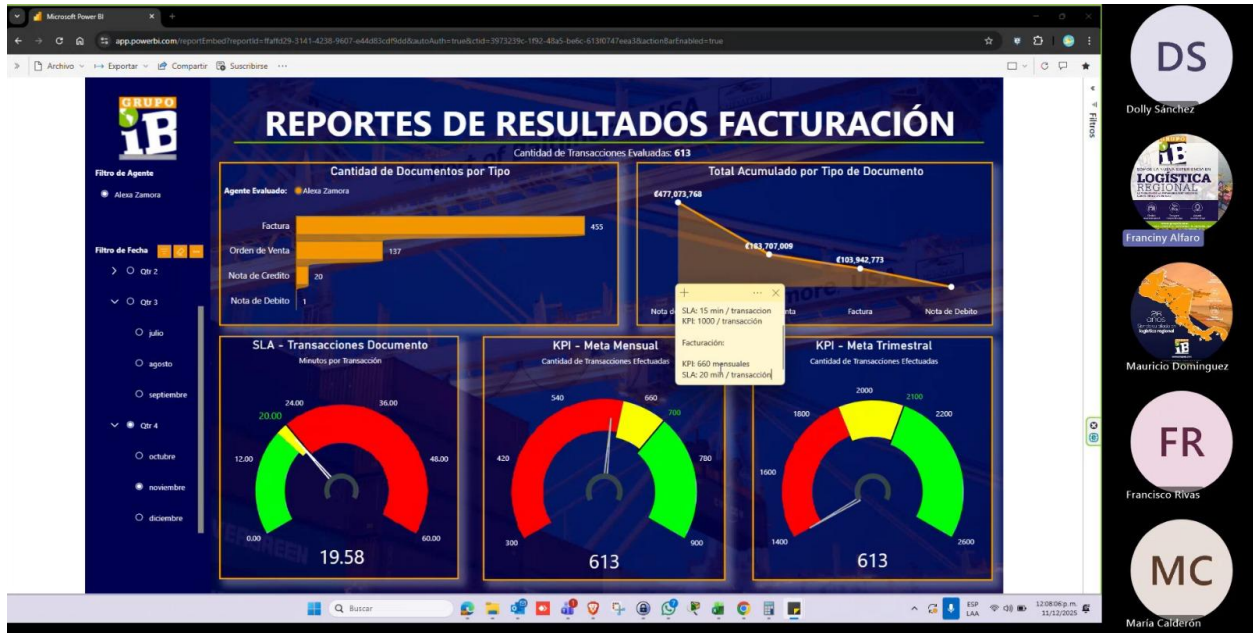 Microsoft Power BI
app.powerbi.com/reportEmbed?reportId=ffaffd29-3141-4238-9607-e44d83cdf9dd&autoAuth=true&ctid=3973239c-1f92-48a5-be6c-613f0747eea3&actionBarEnabled=true
Archivo Exportar Compartir Suscribirse ...
Filtros
GRUPO
iB
REPORTES DE RESULTADOS FACTURACIÓN
Cantidad de Transacciones Evaluadas: 613
Filtro de Agente
Alexa Zamora
Filtro de Fecha
Qtr 2
Qtr 3
julio
agosto
septiembre
Qtr 4
octubre
noviembre
diciembre
Cantidad de Documentos por Tipo
Agente Evaluado: Alexa Zamora
Factura 455
Orden de Venta 137
Nota de Credito 20
Nota de Debito 1
Total Acumulado por Tipo de Documento
₡477,073,768
₡103,942,773
Factura
Nota de Debito
SLA: 15 min / transaccion
KPI: 1000 / transacción
Facturación:
KPI: 660 mensuales
SLA: 20 min / transacción
SLA - Transacciones Documento
Minutos por Transacción
0.00
12.00
20.00
24.00
36.00
48.00
60.00
19.58
KPI - Meta Mensual
Cantidad de Transacciones Efectuadas
300
420
540
660
700
780
900
613
KPI - Meta Trimestral
Cantidad de Transacciones Efectuadas
1400
1600
1800
2000
2100
2200
2600
613
Buscar
ESP
LAA
12:08:06 p. m.
11/12/2025
DS
Dolly Sánchez
iB
LOGÍSTICA
REGIONAL
Franciny Alfaro
26
años
logística regional
iB
Mauricio Domínguez
FR
Francisco Rivas
MC
María Calderón